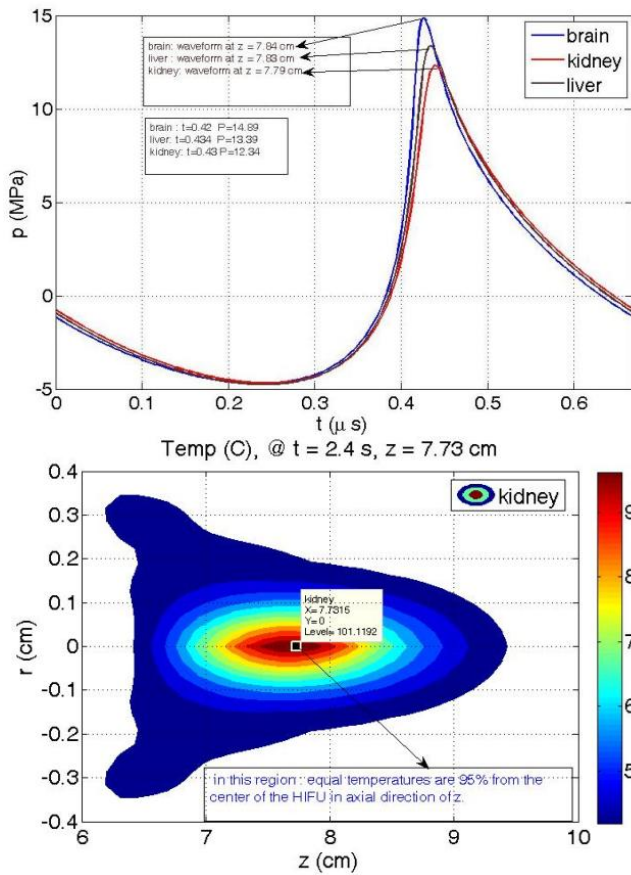 15
10
5
0
-5
p (MPa)
brain: waveform at z = 7.84 cm
liver : waveform at z = 7.83 cm
kidney: waveform at z= 7.79 cm
brain : t=0.42 P=14.89
liver: t=0.434 P=13.39
kidney: t=0.43 P=12.34
brain
kidney
liver
0 0.1 0.2 0.3 0.4 0.5 0.6
t (μ s)
Temp (C), @ t = 2.4 s, z = 7.73 cm
0.4
0.3
0.2
0.1
0
-0.1
-0.2
-0.3
-0.4
r (cm)
kidney
kidney
X= 7.7315
Y= 0
Level= 101.1192
in this region : equal temperatures are 95% from the
center of the HIFU in axial direction of z.
6 7 8 9 10
z (cm)
9
8
7
6
5